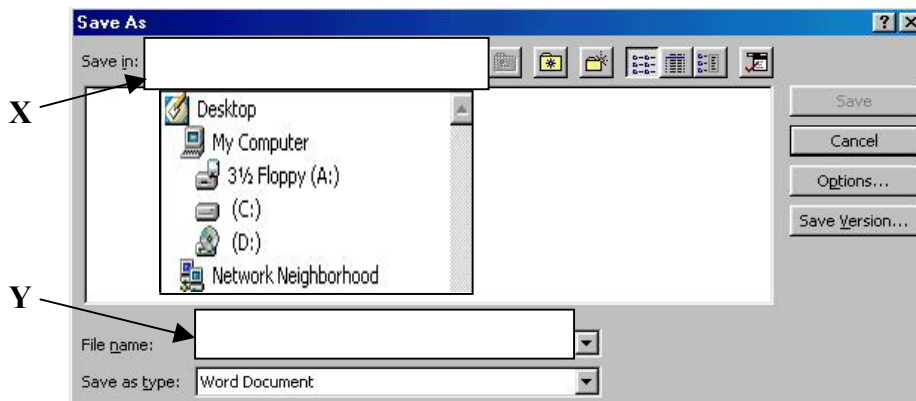 Save As
Save in:
X
Desktop
My Computer
3½ Floppy (A:)
(C:)
(D:)
Network Neighborhood
Save
Cancel
Options...
Save Version...
Y
File name:
Save as type: Word Document